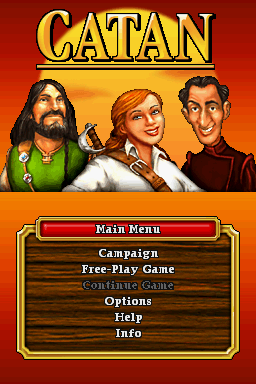 CATAN
Main Menu
Campaign
Free-Play Game
Continue Game
Options
Help
Info